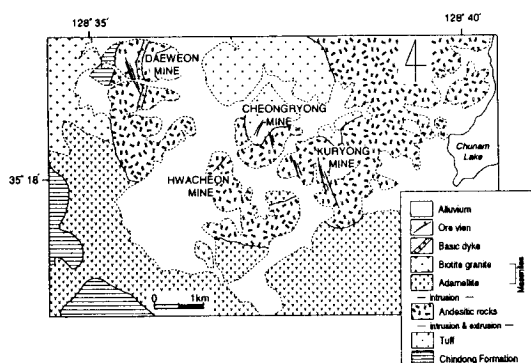 128° 35'
128° 40'
DAEWEON
MINE
CHEONGRYONG
MINE
KURYONG
MINE
HWACHEON
MINE
Chunam
Lake
35° 18'
0 1km
Alluvium
Ore vien
Basic dyke
Biotite granite
Adamellite
Masanites
intrusion
Andesitic rocks
intrusion & extrusion
Tuff
Chindong Formation